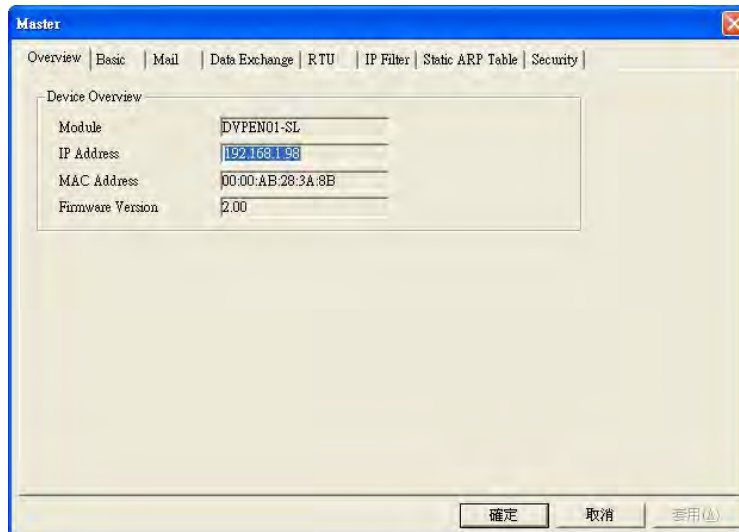 Master
Overview Basic Mail Data Exchange RTU IP Filter Static ARP Table Security
Device Overview
Module DVPEN01-SL
IP Address 192.168.1.98
MAC Address 00:00:AB:28:3A:8B
Firmware Version 2.00
確定 取消 套用(A)